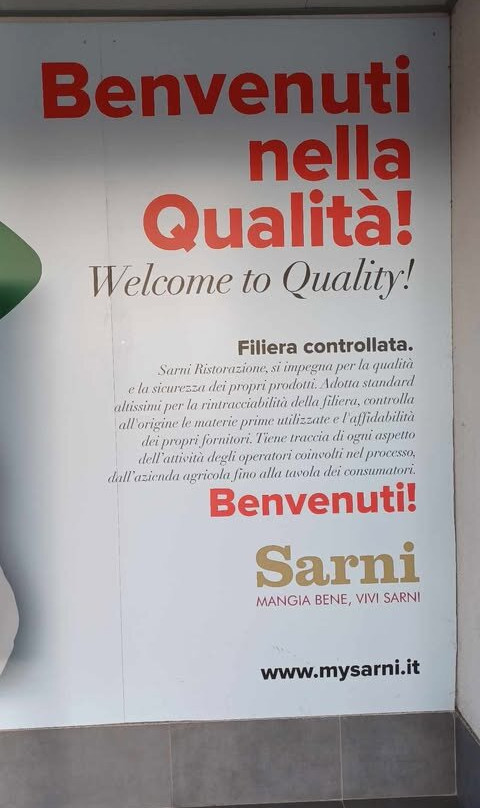 Benvenuti
nella
Qualità!
Welcome to Quality!
Filiera controllata.
Sarni Ristorazione, si impegna per la qualità
e la sicurezza dei propri prodotti. Adotta standard
altissimi per la rintracciabilità della filiera, controlla
all'origine le materie prime utilizzate e l'affidabilità
dei propri fornitori. Tiene traccia di ogni aspetto
dell'attività degli operatori coinvolti nel processo,
dall'azienda agricola fino alla tavola dei consumatori.
Benvenuti!
Sarni
MANGIA BENE, VIVI SARNI
www.mysarni.it